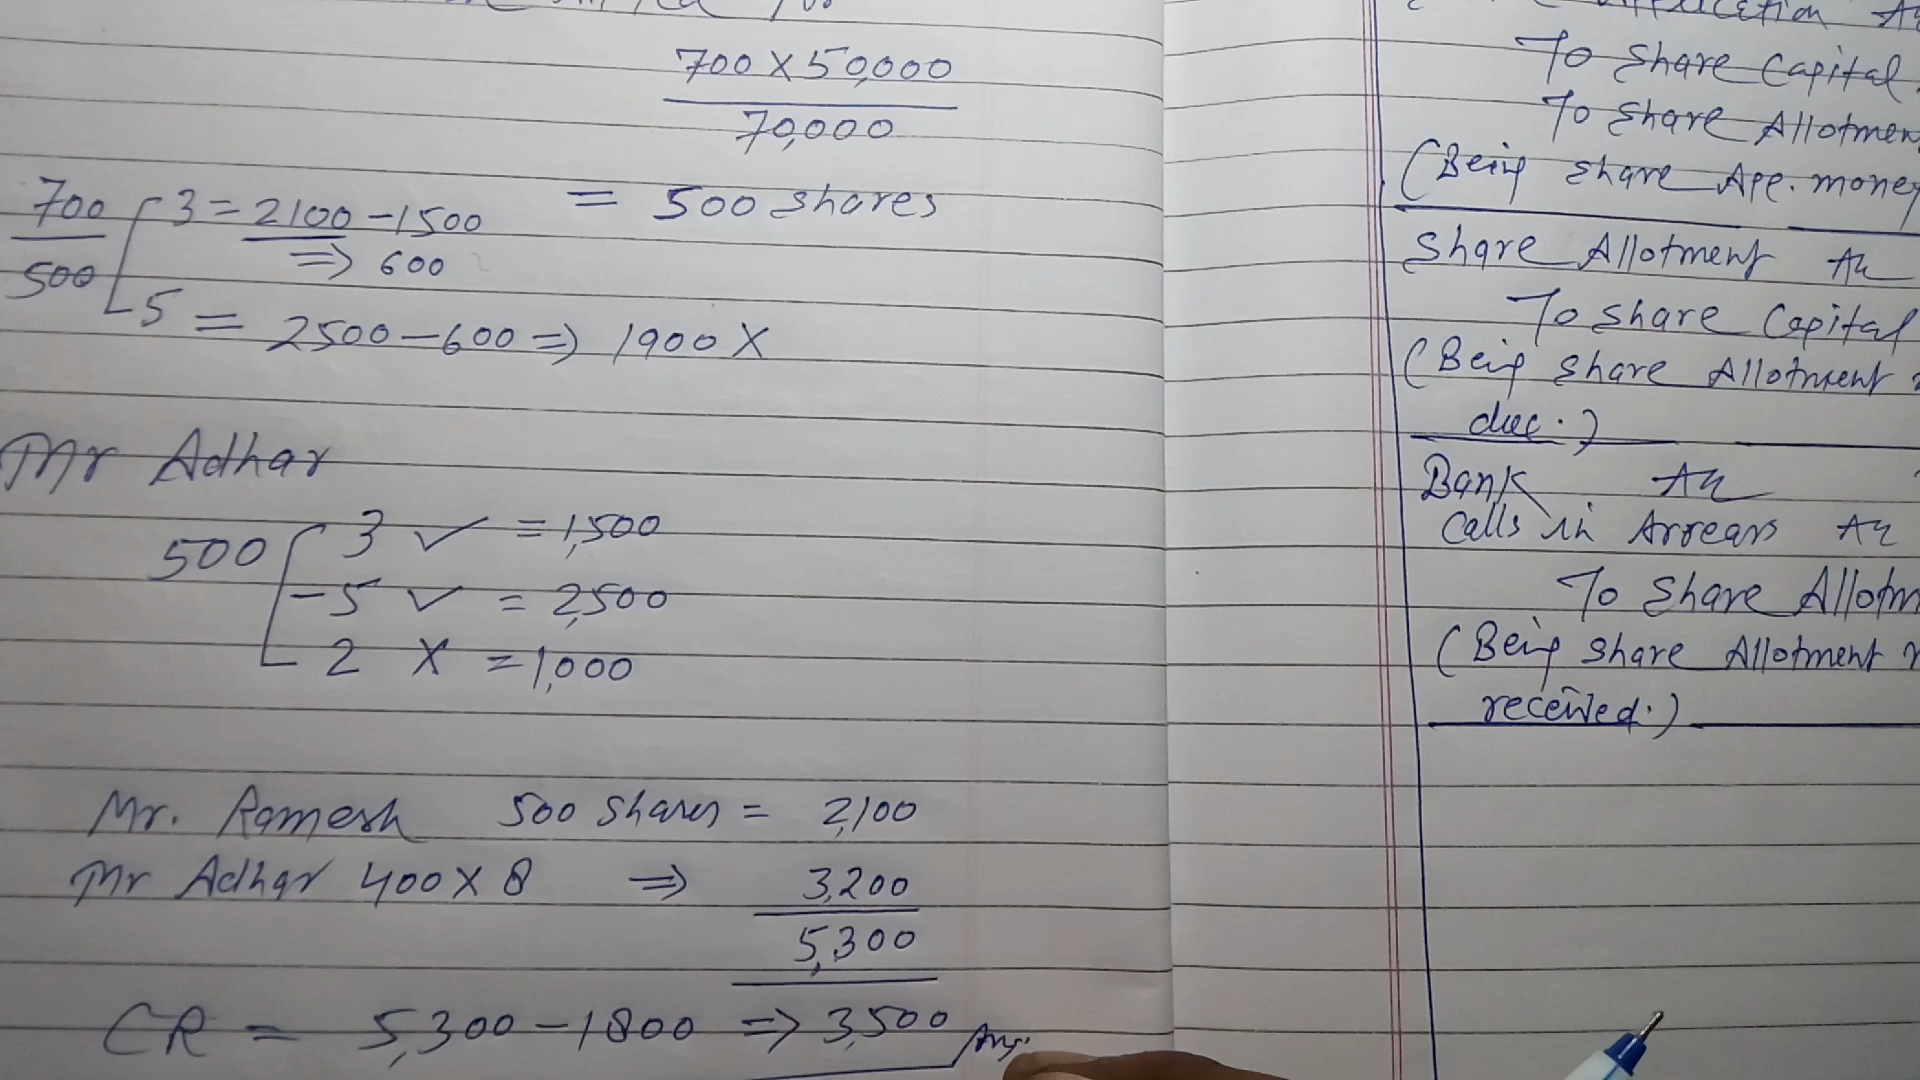 700 X 50,000
70,000
= 500 shares
700 3 = 2100 - 1500
=> 600
500
5 = 2500 - 600 => 1900 X
Mr Adhar
500 3 ✓ = 1,500
- 5 ✓ = 2,500
2 X = 1,000
Mr. Ramesh 500 Shares = 2,100
Mr Adhar 400 X 8 => 3,200
5,300
CR = 5,300 - 1800 => 3,500 Ans.
To Share Capital
To Share Allotmen
(Being Share App. money
Share Allotment A/c
To Share Capital
(Being Share Allotment
due.)
Bank A/c
Calls in Arrears A/c
To Share Allotm
(Being Share Allotment
received.)